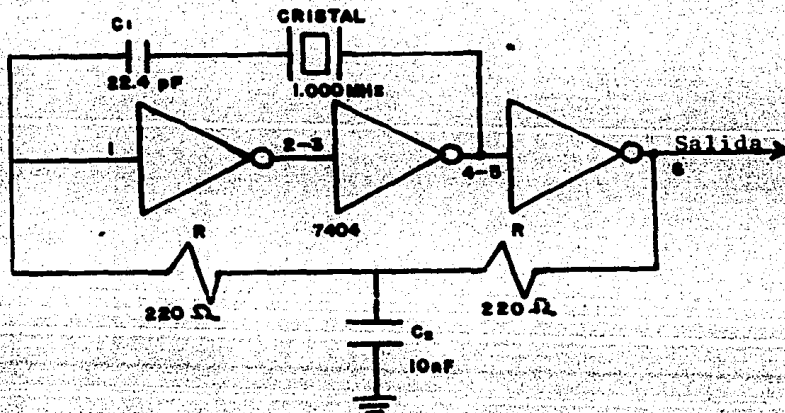 C1
CRISTAL
22.4 pF
1.000 MHz
1
2-3
4-5
Salida
6
R
7404
R
220 Ω
220 Ω
C2
10nF